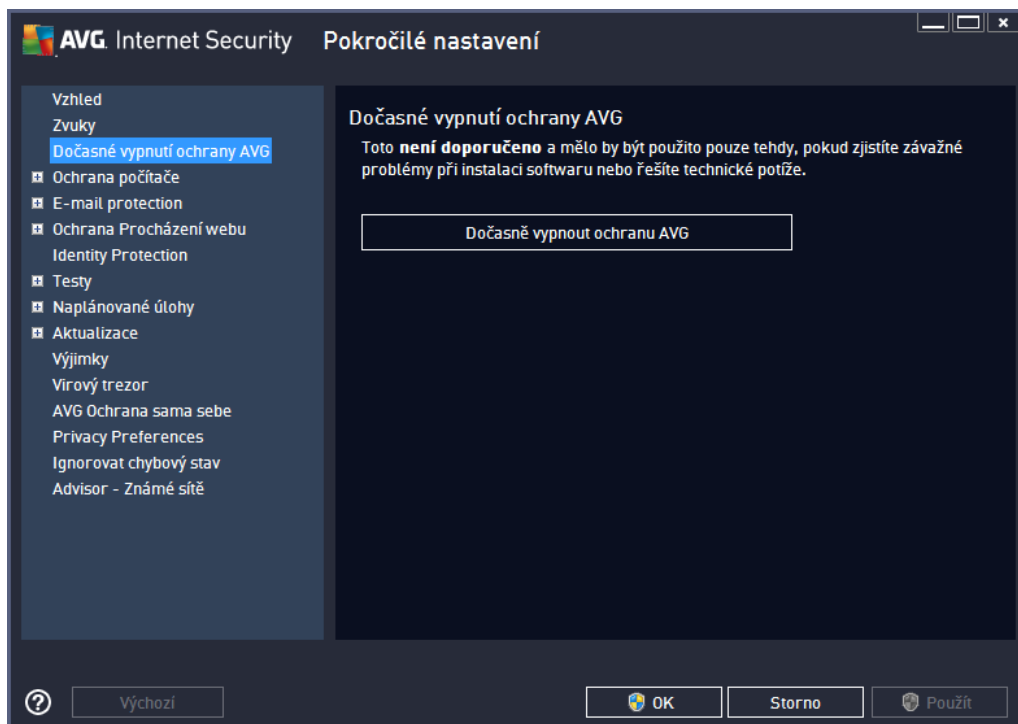 AVG. Internet Security Pokročilé nastavení
Vzhled
Zvuky
Dočasné vypnutí ochrany AVG
Ochrana počítače
E-mail protection
Ochrana Procházení webu
Identity Protection
Testy
Naplánované úlohy
Aktualizace
Výjimky
Virový trezor
AVG Ochrana sama sebe
Privacy Preferences
Ignorovat chybový stav
Advisor - Známé sítě
Dočasné vypnutí ochrany AVG
Toto není doporučeno a mělo by být použito pouze tehdy, pokud zjistíte závažné
problémy při instalaci softwaru nebo řešíte technické potíže.
Dočasně vypnout ochranu AVG
Výchozí
OK
Storno
Použít